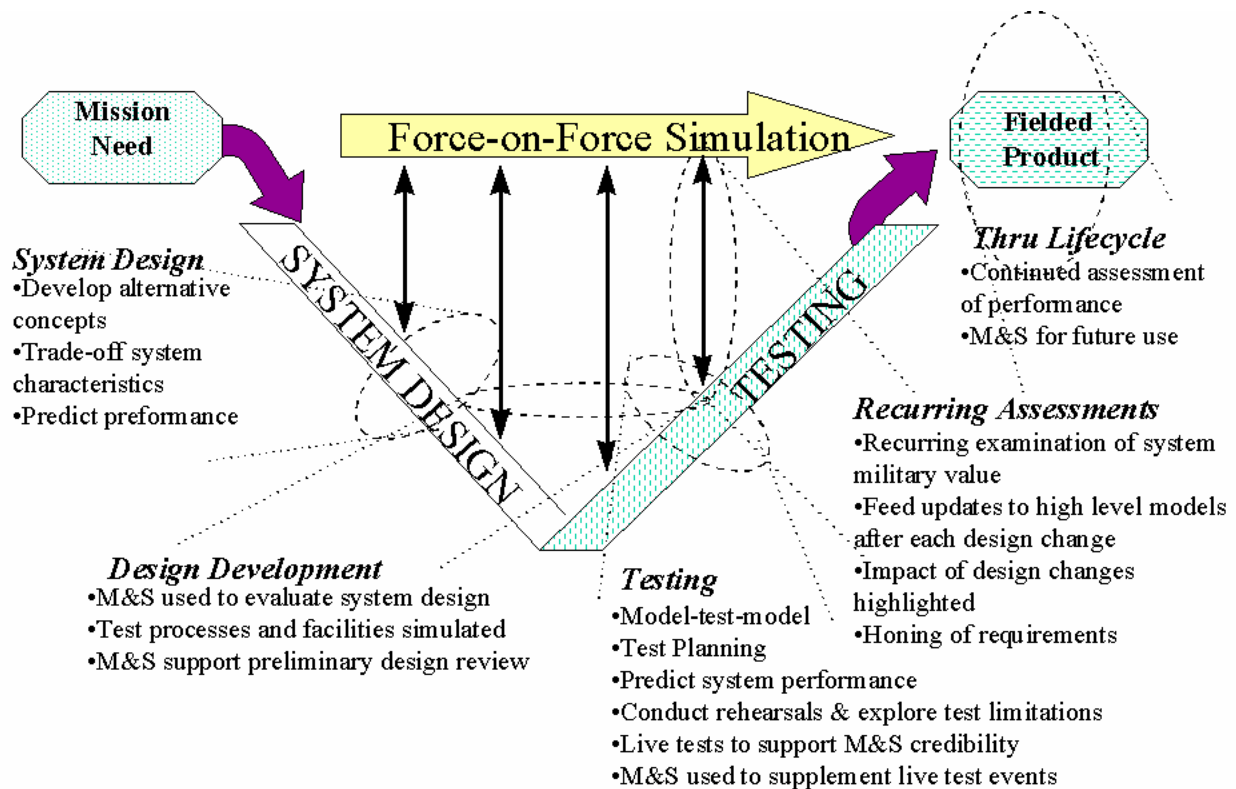 Mission
Need
Force-on-Force Simulation
Fielded
Product
SYSTEM DESIGN
TESTING
System Design
•Develop alternative
concepts
•Trade-off system
characteristics
•Predict preformance
Thru Lifecycle
•Continued assessment
of performance
•M&S for future use
Recurring Assessments
•Recurring examination of system
military value
•Feed updates to high level models
after each design change
•Impact of design changes
highlighted
•Honing of requirements
Design Development
•M&S used to evaluate system design
•Test processes and facilities simulated
•M&S support preliminary design review
Testing
•Model-test-model
•Test Planning
•Predict system performance
•Conduct rehearsals & explore test limitations
•Live tests to support M&S credibility
•M&S used to supplement live test events